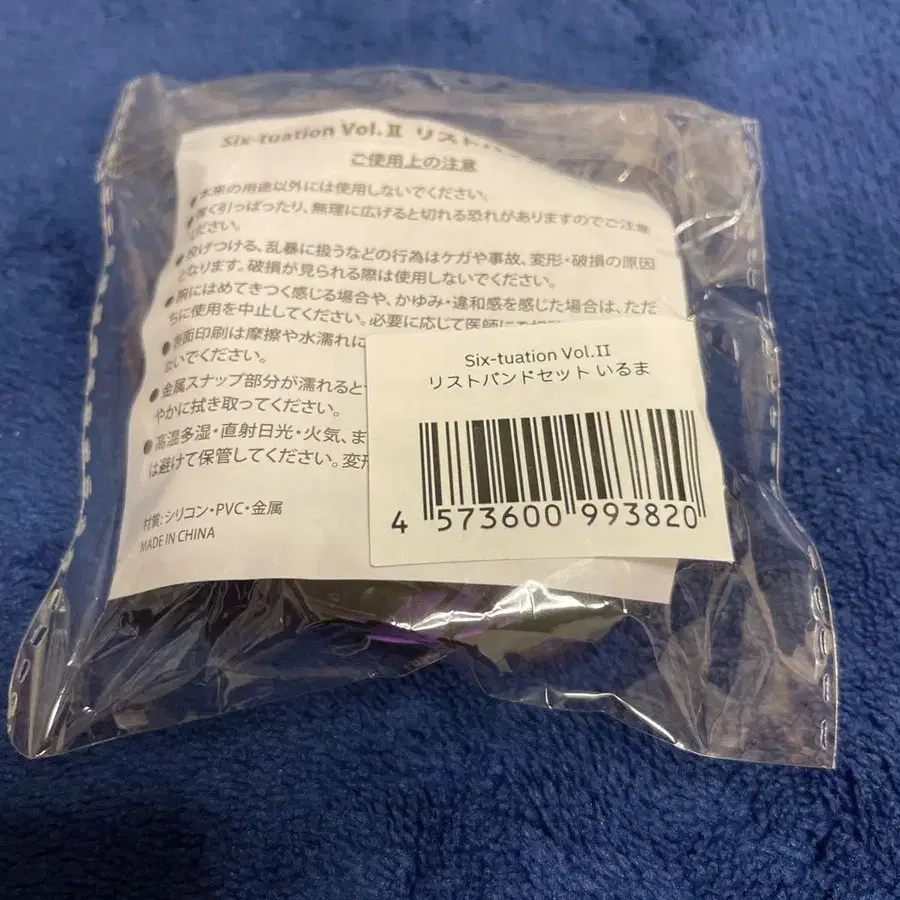 Six-tuation Vol.Ⅱ リストバ
ご使用上の注意
●本来の用途以外には使用しないでください。
●強く引っぱったり、無理に広げると切れる恐れがありますのでご注意
ください。
●投げつける、乱暴に扱うなどの行為はケガや事故、変形・破損の原因
となります。破損が見られる際は使用しないでください。
●腕にはめてきつく感じる場合や、かゆみ・違和感を感じた場合は、ただ
ちに使用を中止してください。必要に応じて医師にご相談
●表面印刷は摩擦や水濡れに
ないでください。
●金属スナップ部分が濡れると
やかに拭き取ってください。
●高温多湿・直射日光・火気、ま
は避けて保管してください。変形
材質:シリコン・PVC・金属
MADE IN CHINA
Six-tuation Vol.II
リストバンドセット いるま
4 573600 993820